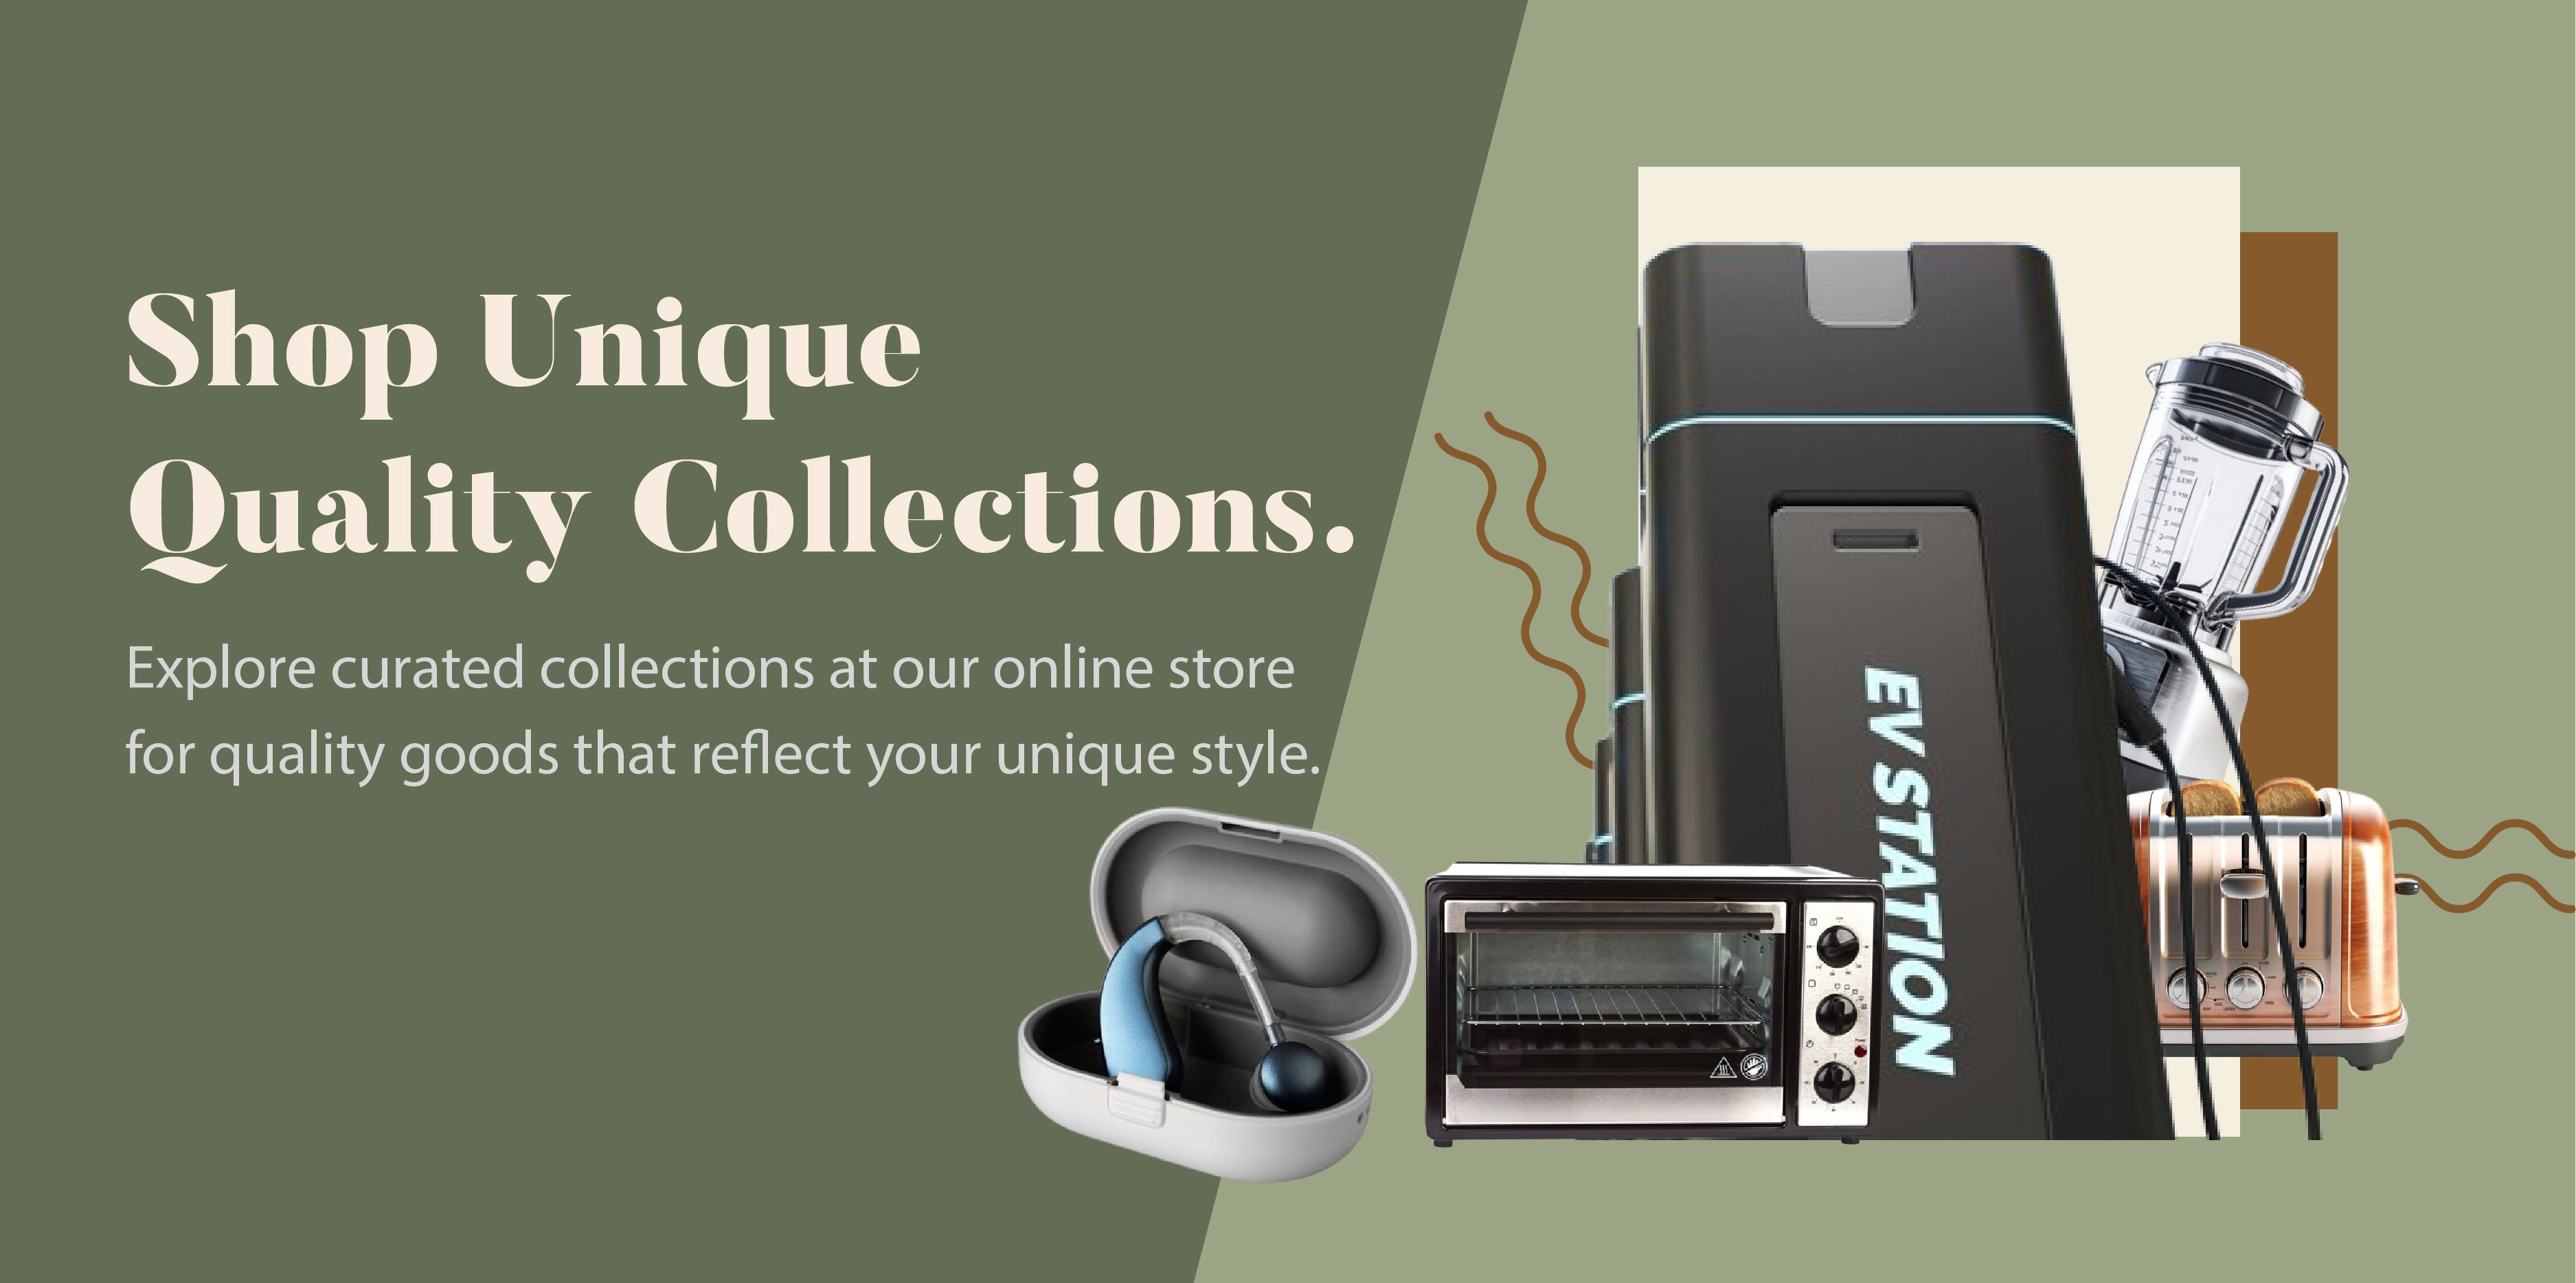 Shop Unique
Quality Collections.
Explore curated collections at our online store
for quality goods that reflect your unique style.
EV STATION